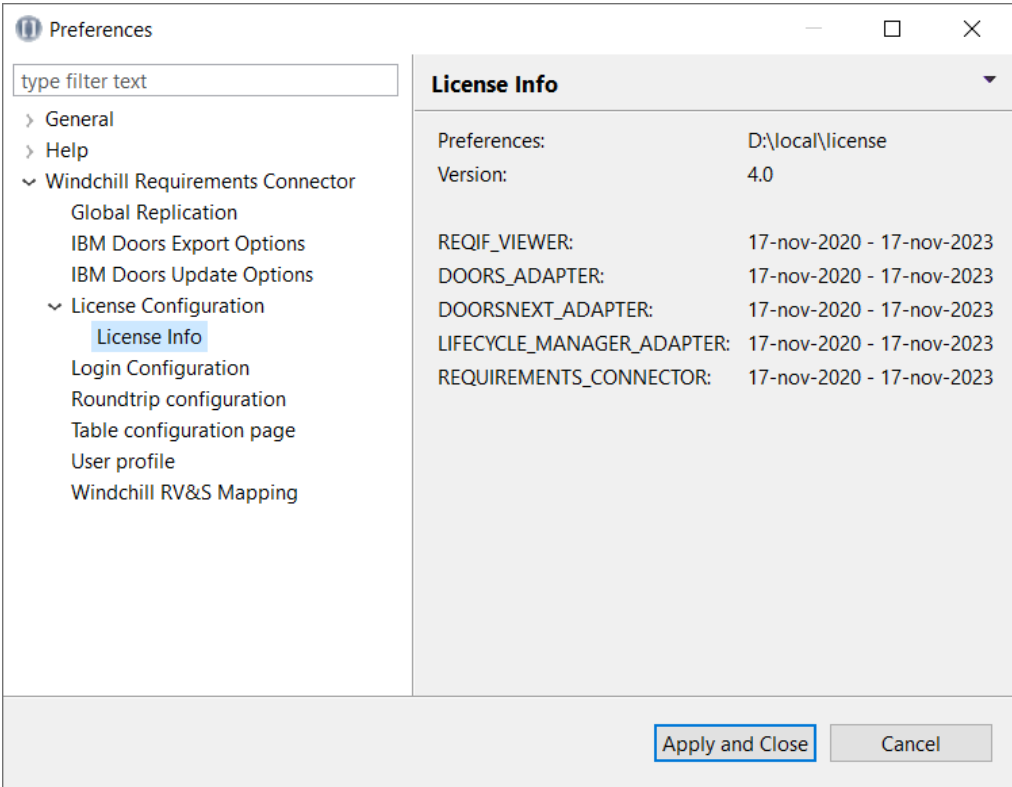 Preferences
type filter text
General
Help
Windchill Requirements Connector
Global Replication
IBM Doors Export Options
IBM Doors Update Options
License Configuration
License Info
Login Configuration
Roundtrip configuration
Table configuration page
User profile
Windchill RV&S Mapping
License Info
Preferences: D:\local\license
Version: 4.0
REQIF_VIEWER: 17-nov-2020 - 17-nov-2023
DOORS_ADAPTER: 17-nov-2020 - 17-nov-2023
DOORSNEXT_ADAPTER: 17-nov-2020 - 17-nov-2023
LIFECYCLE_MANAGER_ADAPTER: 17-nov-2020 - 17-nov-2023
REQUIREMENTS_CONNECTOR: 17-nov-2020 - 17-nov-2023
Apply and Close Cancel